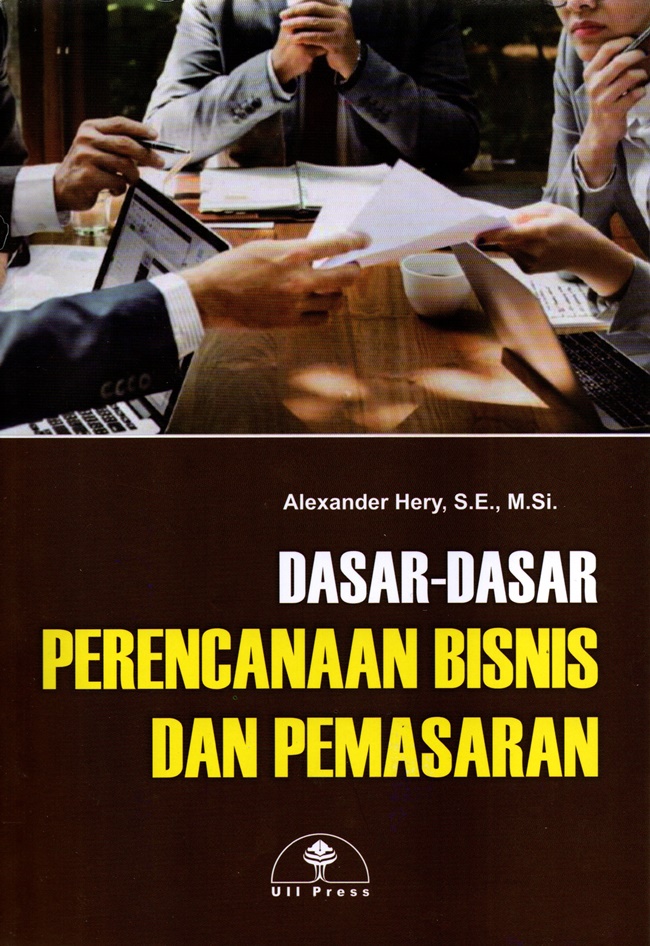 Alexander Hery, S.E., M.Si.
DASAR-DASAR
PERENCANAAN BISNIS
DAN PEMASARAN
UII Press